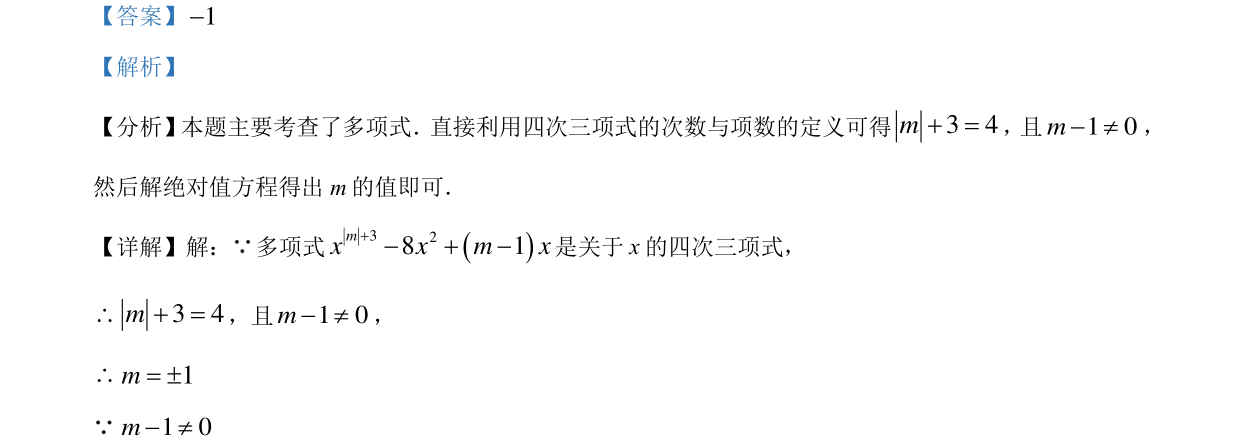 【答案】−1
【解析】
【分析】本题主要考查了多项式．直接利用四次三项式的次数与项数的定义可得|m|+3=4，且m−1≠0，
然后解绝对值方程得出 m 的值即可．
【详解】解：∵多项式x^{|m|+3}−8x^2+(m−1)x是关于 x 的四次三项式，
∴|m|+3=4，且m−1≠0，
∴m=±1
∵m−1≠0